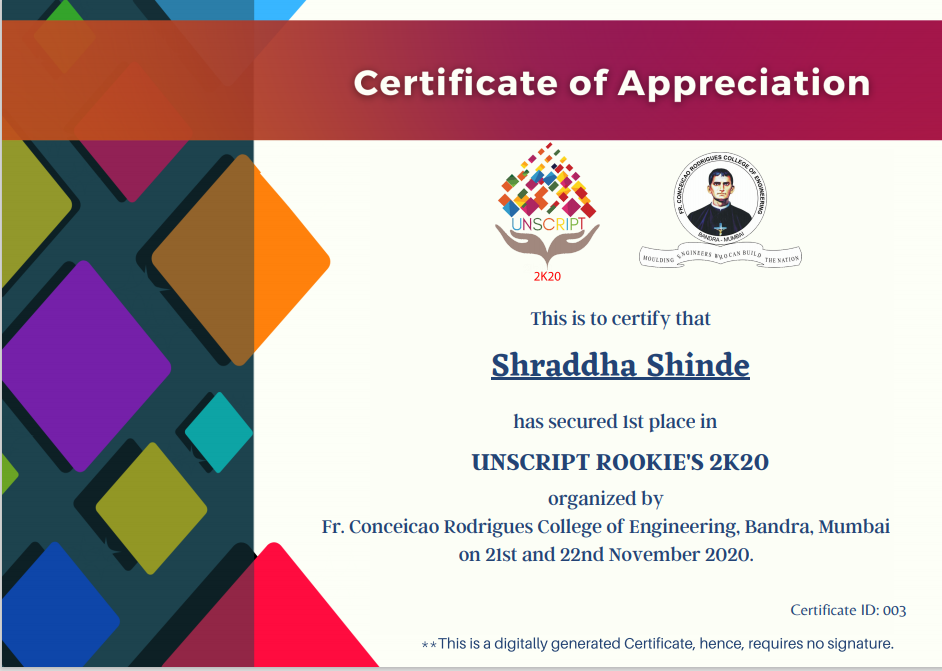 Certificate of Appreciation
UNSCRIPT
2K20
FR. CONCEICAO RODRIGUES COLLEGE OF ENGINEERING
BANDRA - MUMBAI
MOULDING ENGINEERS WHO CAN BUILD THE NATION
This is to certify that
Shraddha Shinde
has secured 1st place in
UNSCRIPT ROOKIE'S 2K20
organized by
Fr. Conceicao Rodrigues College of Engineering, Bandra, Mumbai
on 21st and 22nd November 2020.
Certificate ID: 003
**This is a digitally generated Certificate, hence, requires no signature.